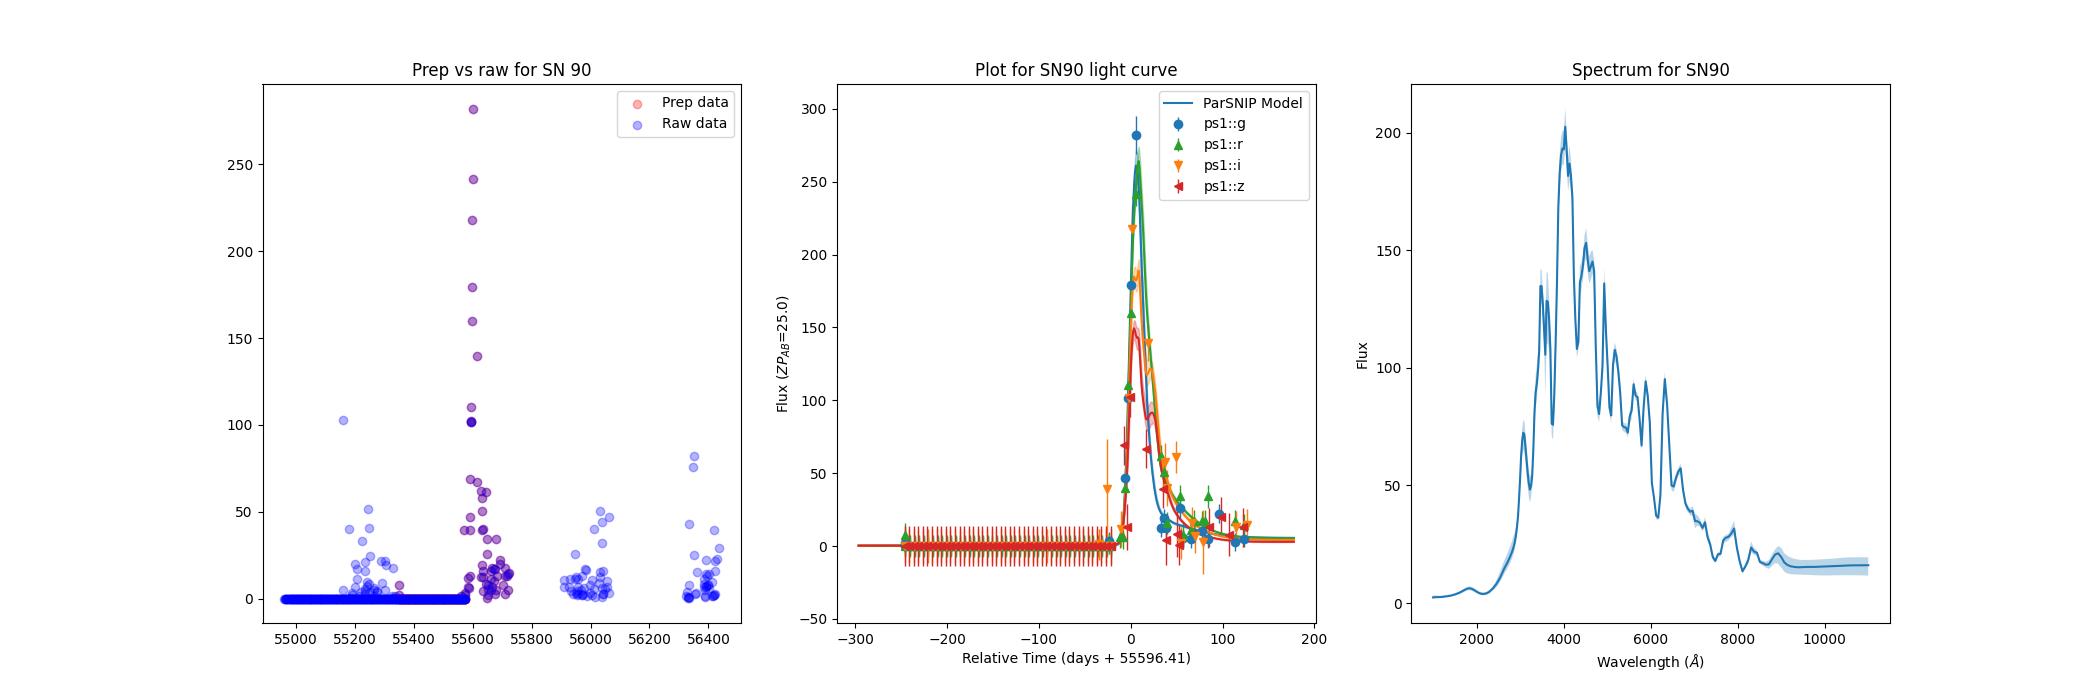 Prep vs raw for SN 90
Prep data
Raw data
250
200
150
100
50
0
55000
55200
55400
55600
55800
56000
56200
56400
Plot for SN90 light curve
ParSNIP Model
ps1::g
ps1::r
ps1::i
ps1::z
Flux (ZP_AB=25.0)
300
250
200
150
100
50
0
−50
−300
−200
−100
0
100
200
Relative Time (days + 55596.41)
Spectrum for SN90
Flux
200
150
100
50
0
2000
4000
6000
8000
10000
Wavelength (Å)